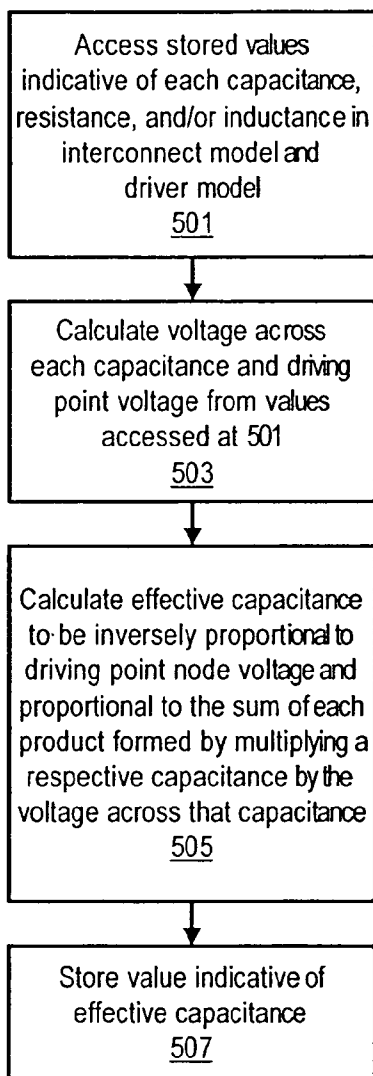 Access stored values
indicative of each capacitance,
resistance, and/or inductance in
interconnect model and
driver model
501
Calculate voltage across
each capacitance and driving
point voltage from values
accessed at 501
503
Calculate effective capacitance
to be inversely proportional to
driving point node voltage and
proportional to the sum of each
product formed by multiplying a
respective capacitance by the
voltage across that capacitance
505
Store value indicative of
effective capacitance
507